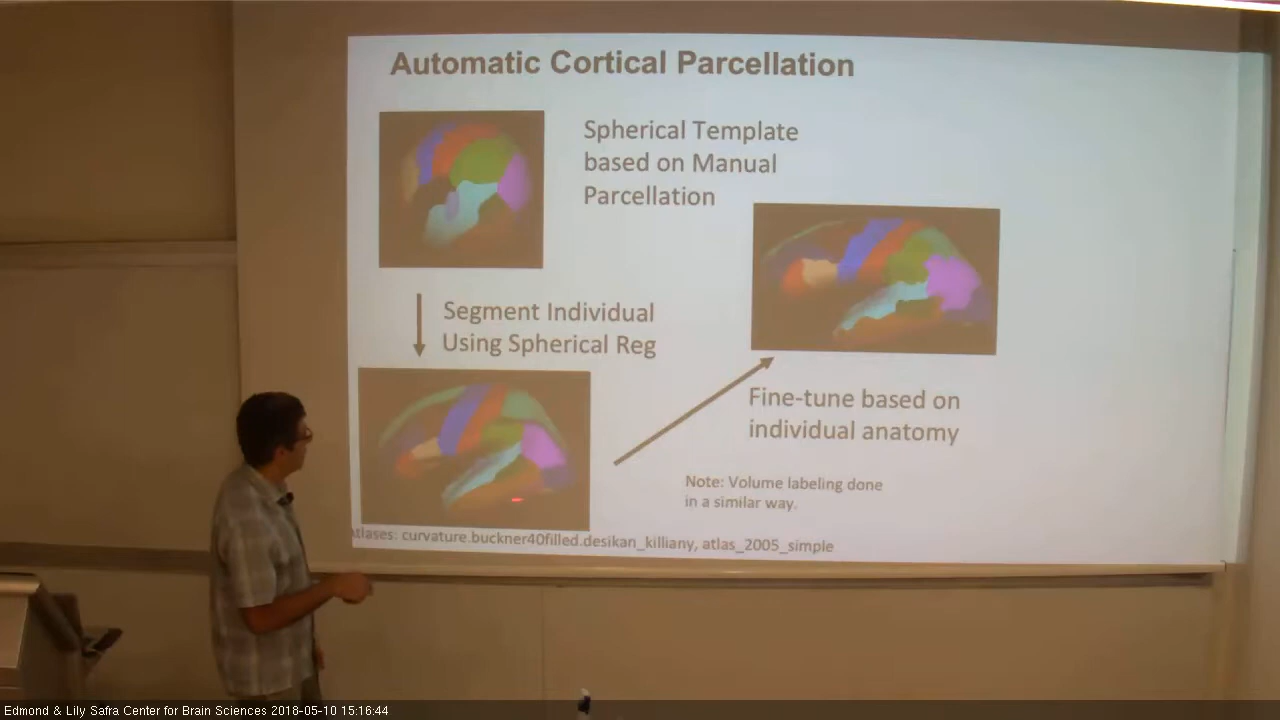 Automatic Cortical Parcellation
Spherical Template
based on Manual
Parcellation
Segment Individual
Using Spherical Reg
Fine-tune based on
individual anatomy
Note: Volume labeling done
in a similar way.
Atlases: curvature.buckner40filled.desikan_killiany, atlas_2005_simple
Edmond & Lily Safra Center for Brain Sciences 2018-05-10 15:16:44